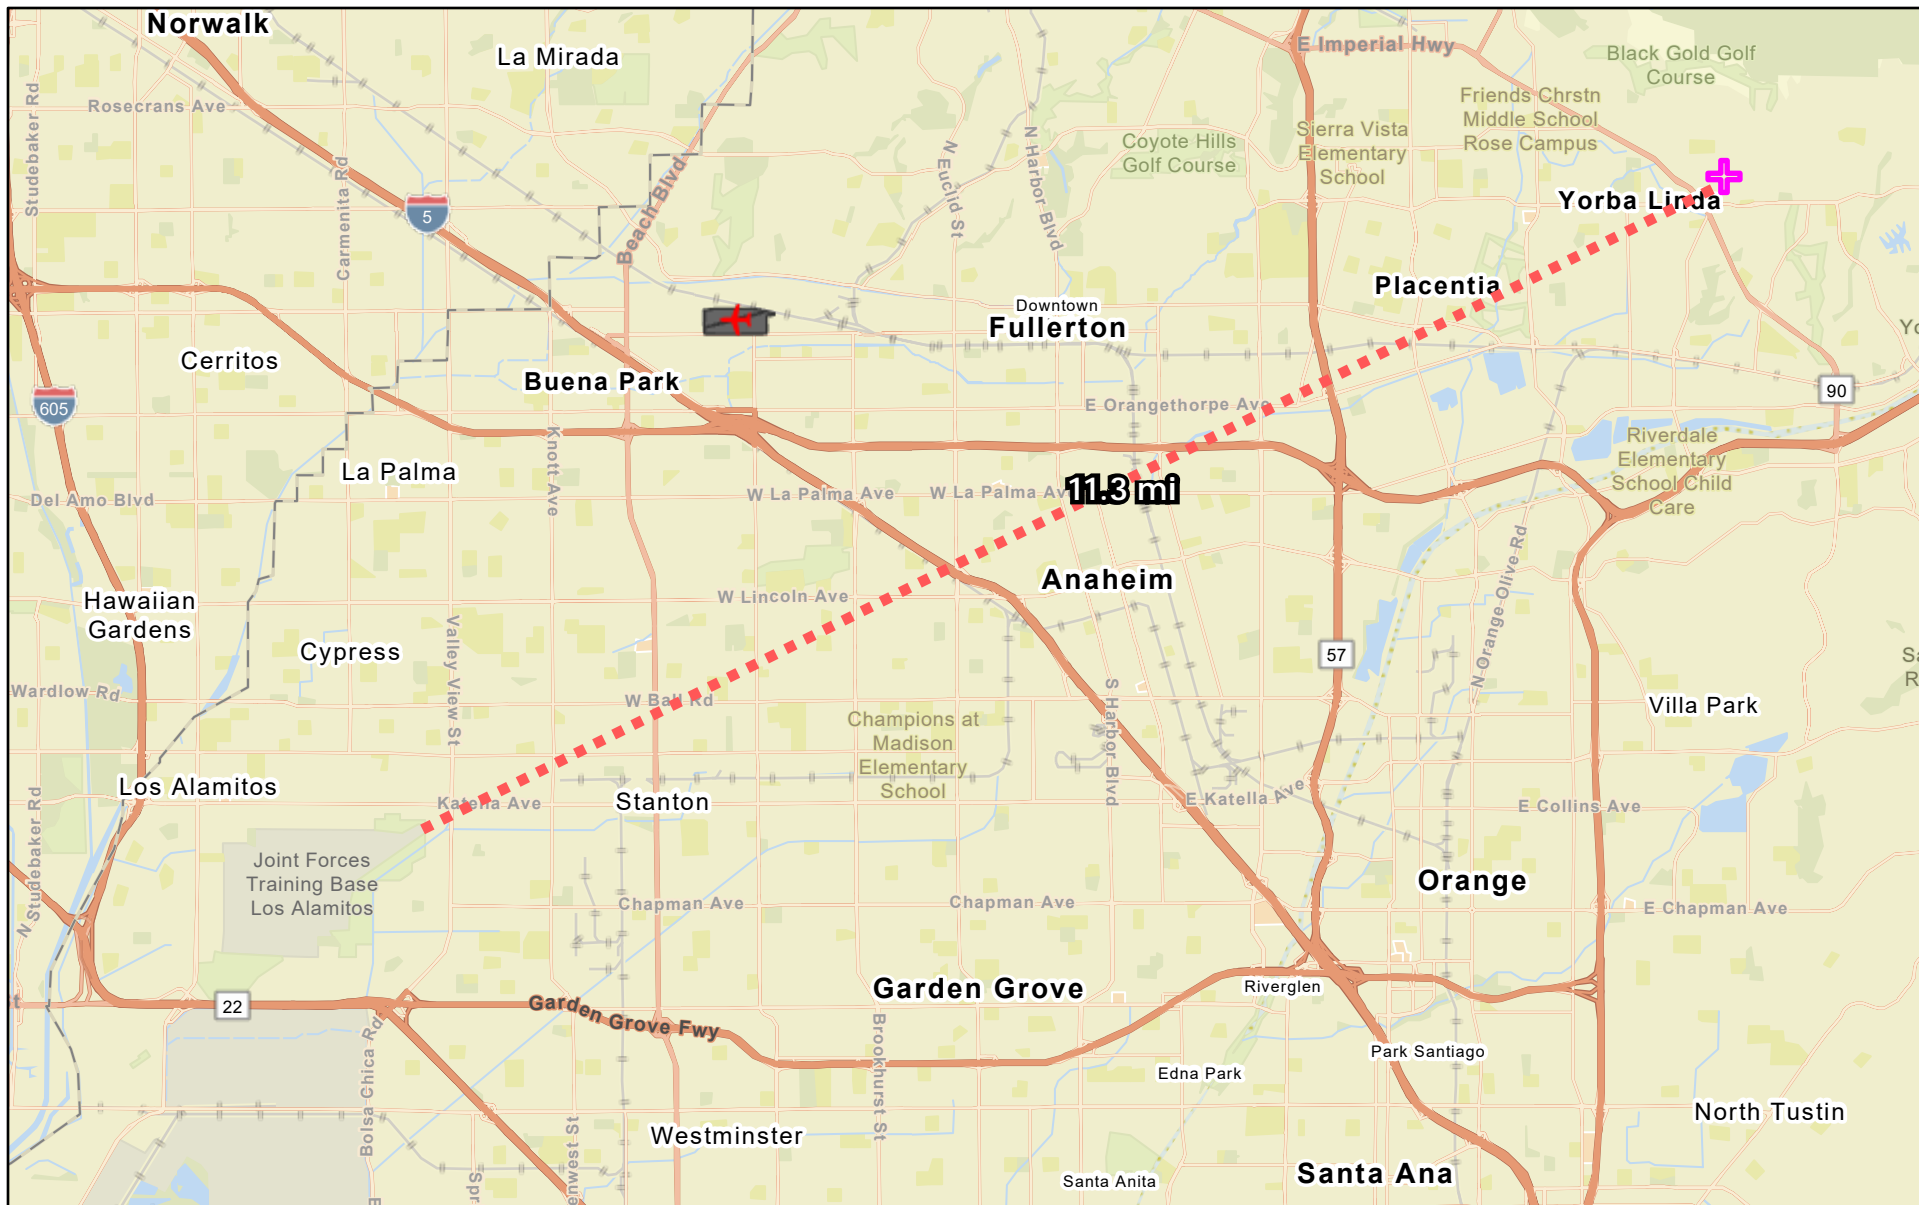 Norwalk
La Mirada
E Imperial Hwy
Black Gold Golf
Course
Studebaker Rd
Rosecrans Ave
Friends Chrstn
Middle School
Rose Campus
Sierra Vista
Elementary
School
Coyote Hills
Golf Course
N Harbor Blvd
N Euclid St
Beach Blvd
Carmenita Rd
5
Yorba Linda
Placentia
Downtown
Fullerton
Cerritos
Buena Park
605
90
E Orangethorpe Ave
Knott Ave
La Palma
Riverdale
Elementary
School Child
Care
Del Amo Blvd
W La Palma Ave
W La Palma Ave
11.3 mi
N Orange Olive Rd
Anaheim
W Lincoln Ave
Hawaiian
Gardens
Cypress
Valley View St
57
Wardlow Rd
W Ball Rd
S Harbor Blvd
Villa Park
Champions at
Madison
Elementary
School
Los Alamitos
Katella Ave
Stanton
E Katella Ave
E Collins Ave
N Studebaker Rd
Joint Forces
Training Base
Los Alamitos
Orange
Chapman Ave
Chapman Ave
E Chapman Ave
22
Garden Grove Fwy
Garden Grove
Riverglen
Bolsa Chica Rd
Brookhurst St
Park Santiago
Edna Park
North Tustin
Westminster
enwest St
Spr
Santa Anita
Santa Ana